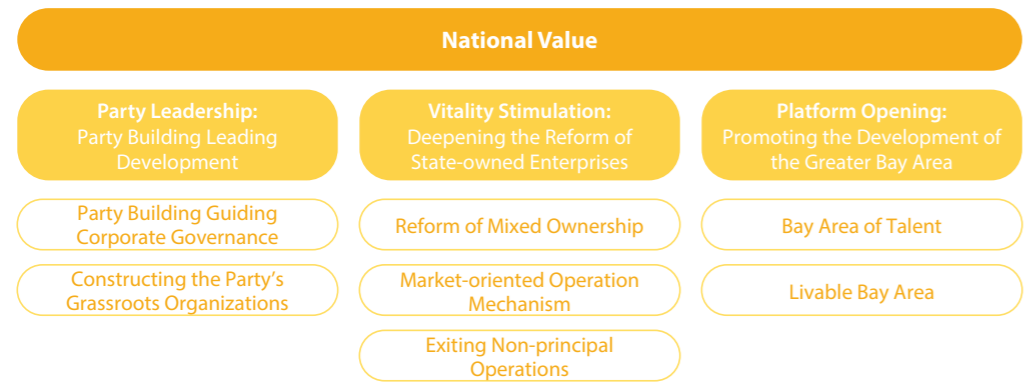 National Value
Party Leadership:
Party Building Leading
Development
Vitality Stimulation:
Deepening the Reform of
State-owned Enterprises
Platform Opening:
Promoting the Development of
the Greater Bay Area
Party Building Guiding
Corporate Governance
Constructing the Party’s
Grassroots Organizations
Reform of Mixed Ownership
Market-oriented Operation
Mechanism
Exiting Non-principal
Operations
Bay Area of Talent
Livable Bay Area